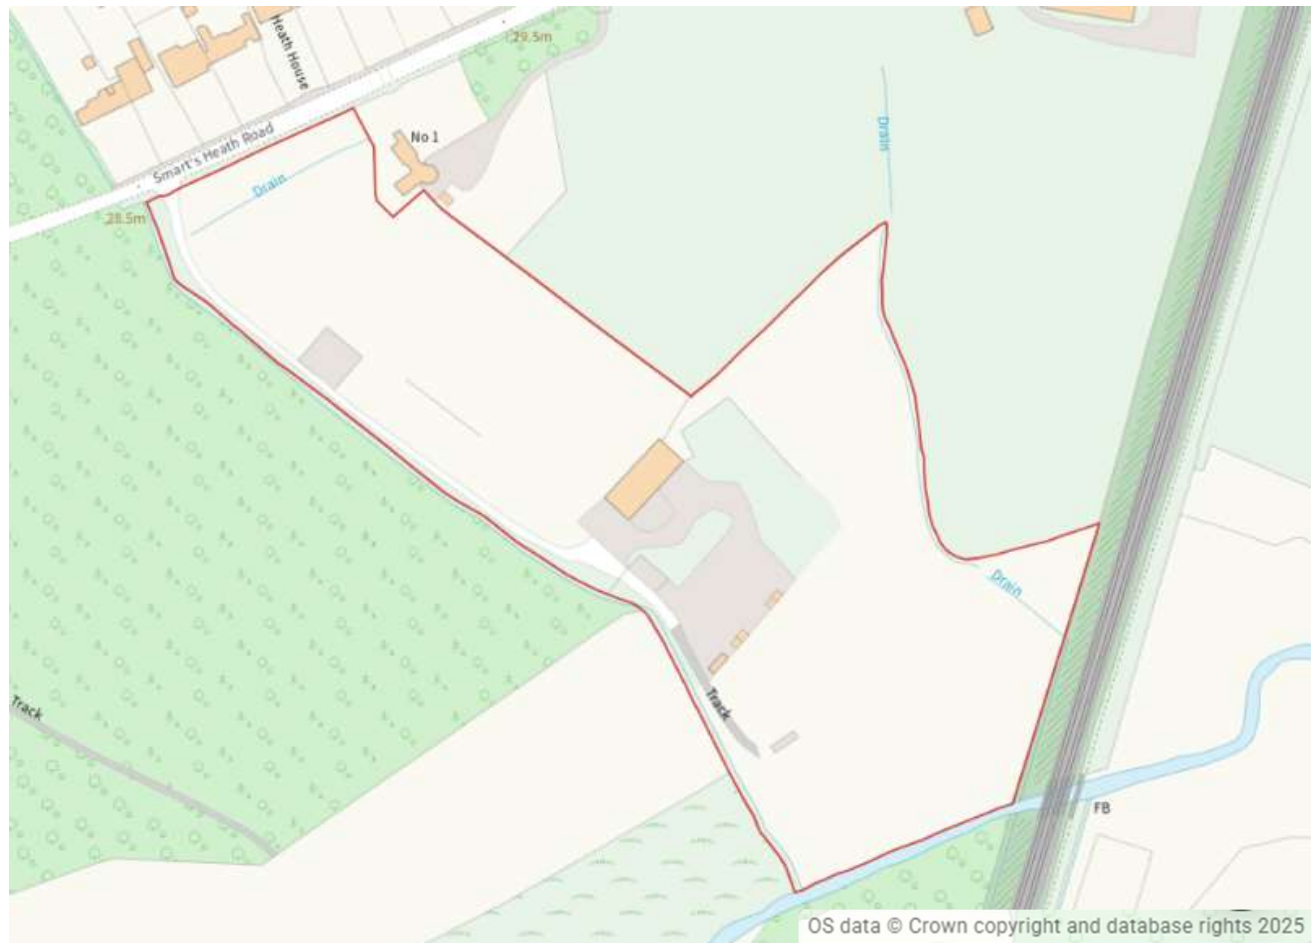 Heath House
29.5m
No 1
Smart's Heath Road
Drain
28.5m
Drain
Drain
Track
Track
FB
OS data © Crown copyright and database rights 2025